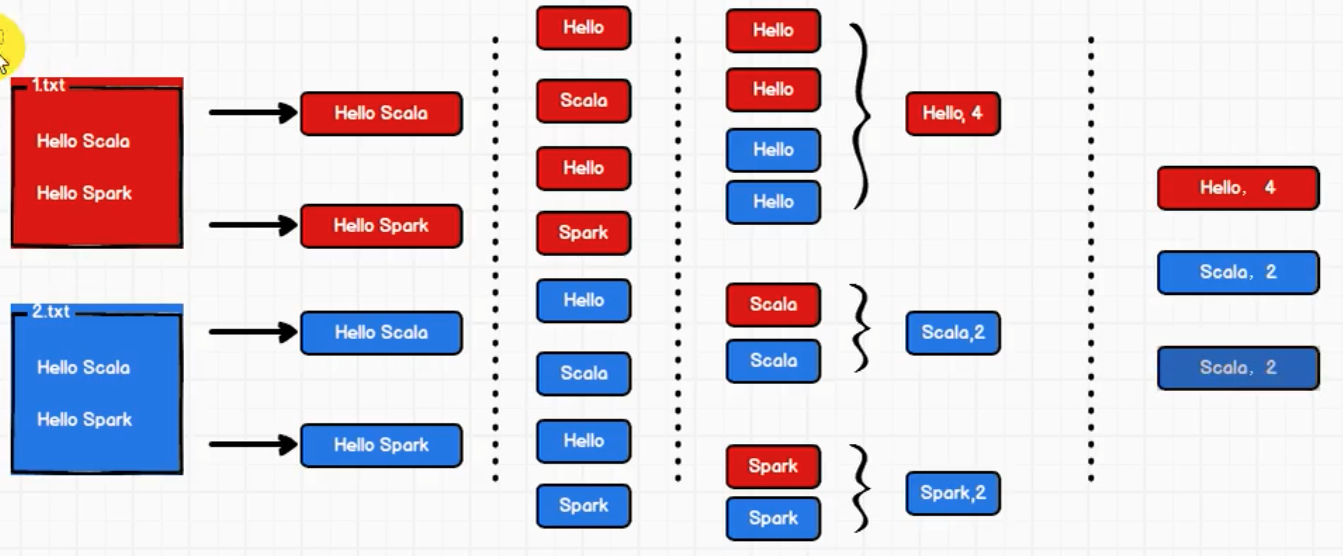 1.txt
Hello Scala
Hello Spark
2.txt
Hello Scala
Hello Spark
Hello Scala
Hello Spark
Hello Scala
Hello Spark
Hello
Scala
Hello
Spark
Hello
Scala
Hello
Spark
Hello
Hello
Hello
Hello
Scala
Scala
Spark
Spark
Hello, 4
Scala,2
Spark,2
Hello, 4
Scala, 2
Scala, 2